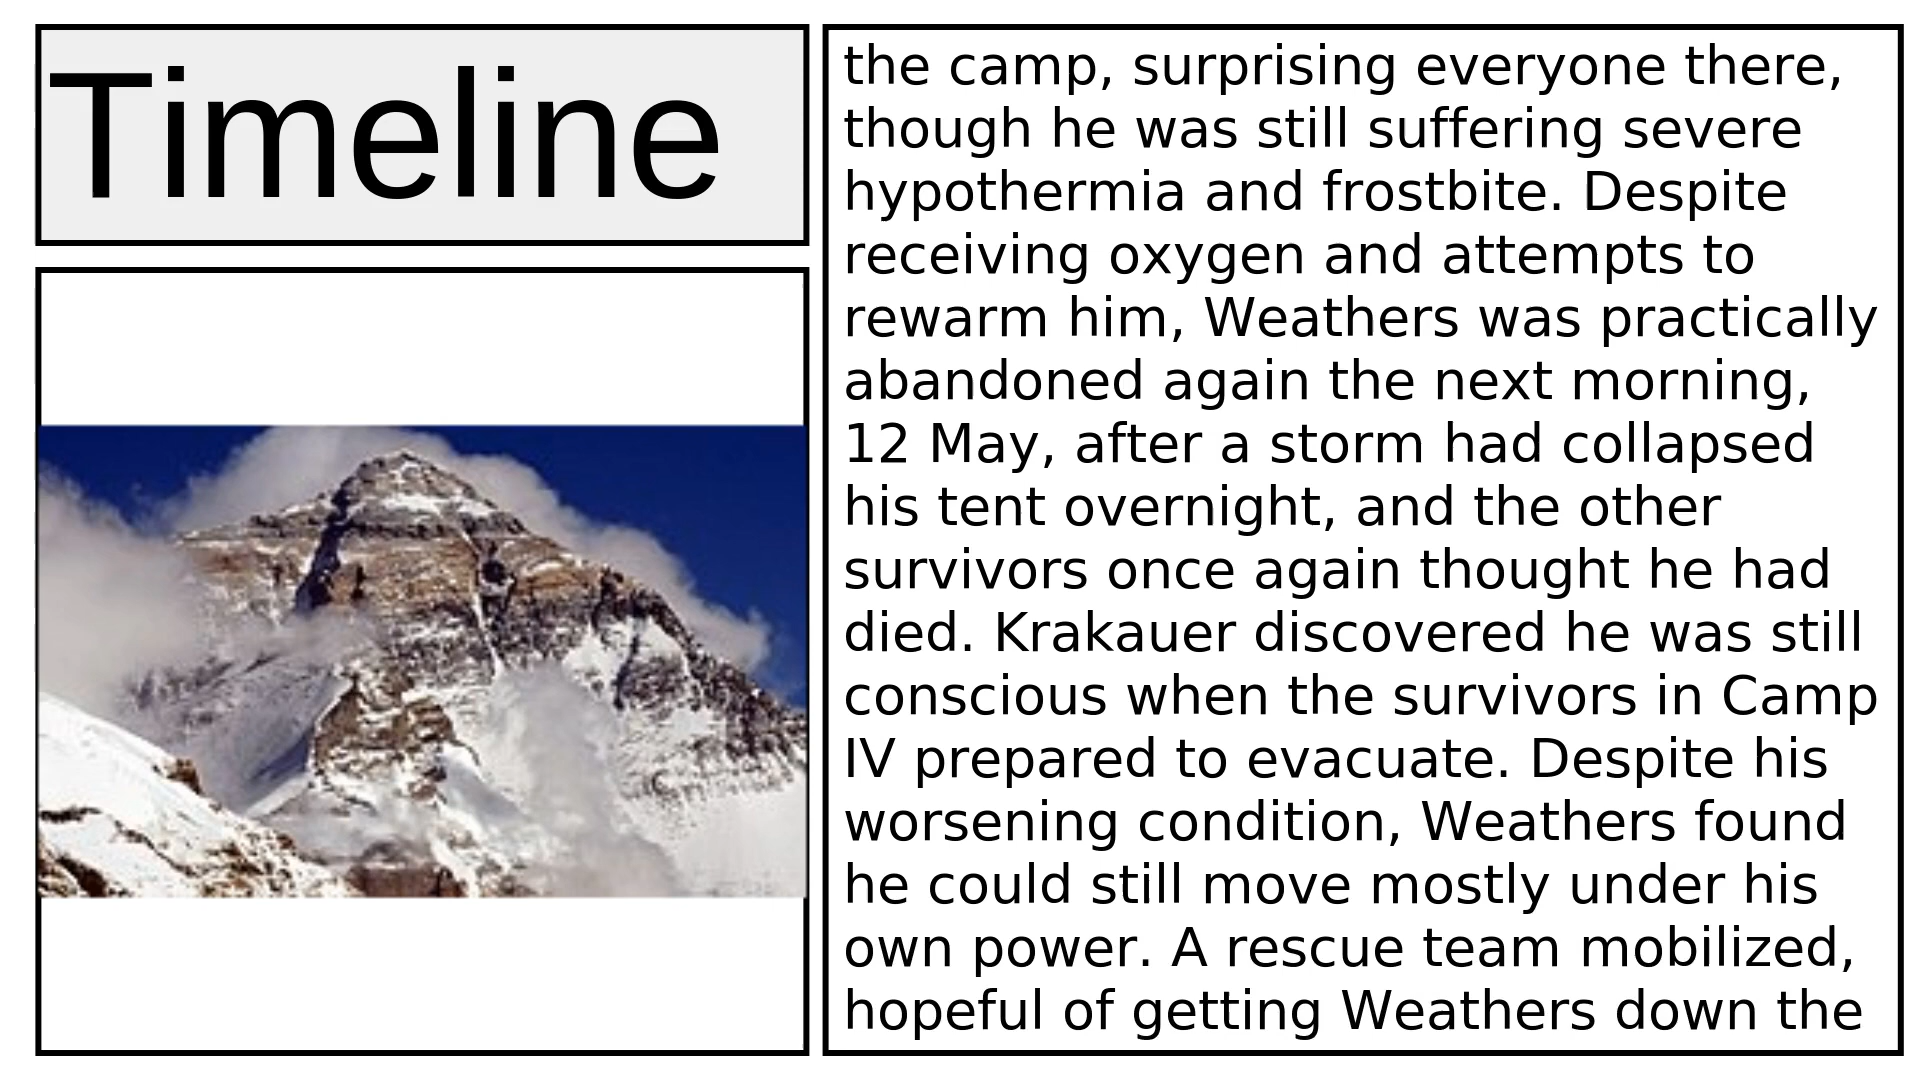 Timeline
the camp, surprising everyone there,
though he was still suffering severe
hypothermia and frostbite. Despite
receiving oxygen and attempts to
rewarm him, Weathers was practically
abandoned again the next morning,
12 May, after a storm had collapsed
his tent overnight, and the other
survivors once again thought he had
died. Krakauer discovered he was still
conscious when the survivors in Camp
IV prepared to evacuate. Despite his
worsening condition, Weathers found
he could still move mostly under his
own power. A rescue team mobilized,
hopeful of getting Weathers down the